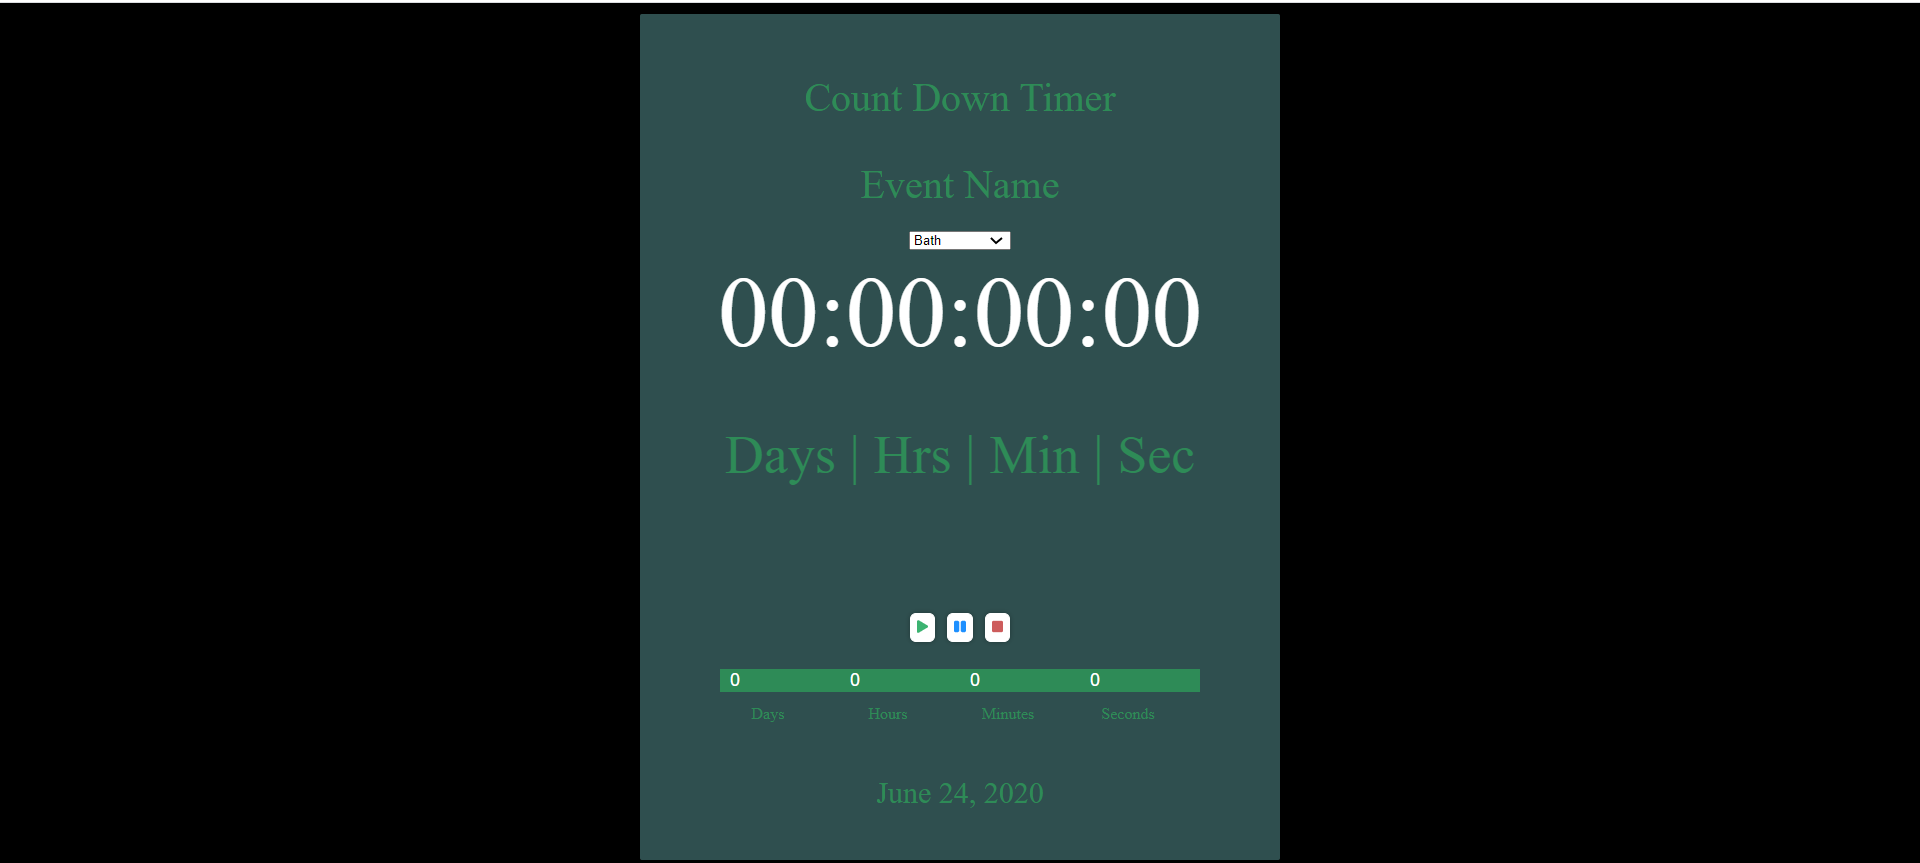 Count Down Timer
Event Name
Bath
00:00:00:00
Days | Hrs | Min | Sec
0 0 0 0
Days Hours Minutes Seconds
June 24, 2020